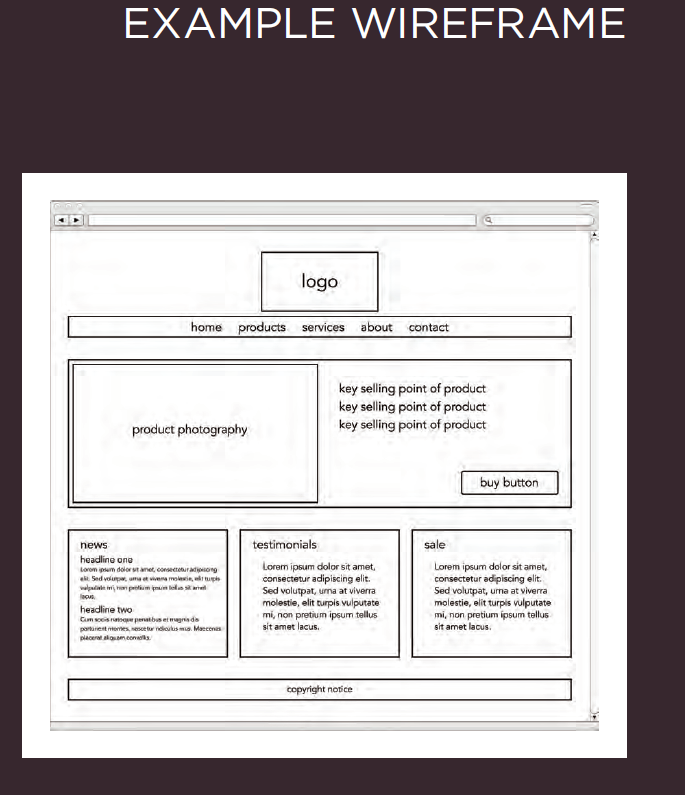 EXAMPLE WIREFRAME
logo
home products services about contact
product photography
key selling point of product
key selling point of product
key selling point of product
buy button
news
headline one
Lorem ipsum dolor sit amet, consectetur adipiscing
elit. Sed volutpat, urna at viverra molestie, elit turpis
vulputate mi, non pretium ipsum tellus sit amet
lacus.
headline two
Cum sociis natoque penatibus et magnis dis
parturient montes, nascetur ridiculus mus. Maecenas
placerat aliquam convallis.
testimonials
Lorem ipsum dolor sit amet,
consectetur adipiscing elit.
Sed volutpat, urna at viverra
molestie, elit turpis vulputate
mi, non pretium ipsum tellus
sit amet lacus.
sale
Lorem ipsum dolor sit amet,
consectetur adipiscing elit.
Sed volutpat, urna at viverra
molestie, elit turpis vulputate
mi, non pretium ipsum tellus
sit amet lacus.
copyright notice